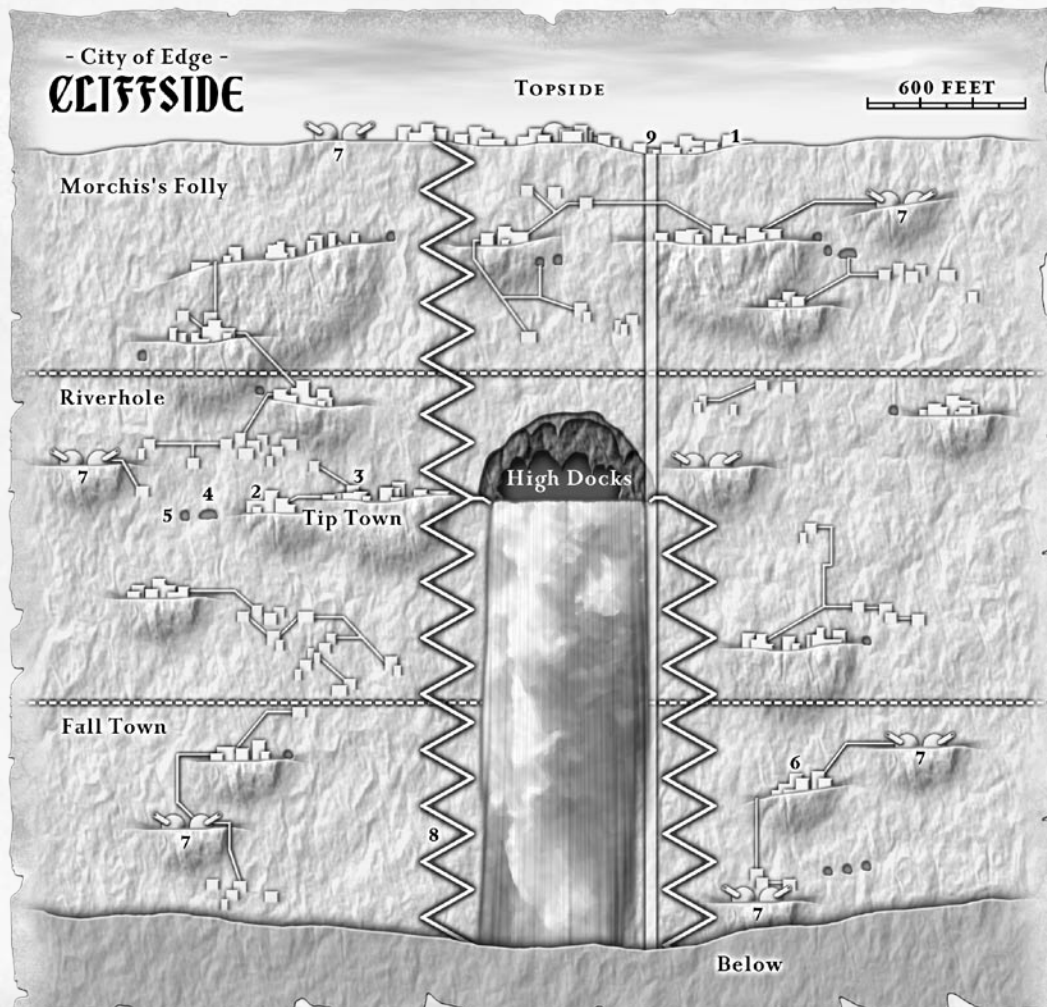 - City of Edge -
CLIFFSIDE
TOPSIDE
600 FEET
7
9
1
Morchis's Folly
7
Riverhole
7
High Docks
3
2
4
5
Tip Town
Fall Town
7
6
7
8
7
Below